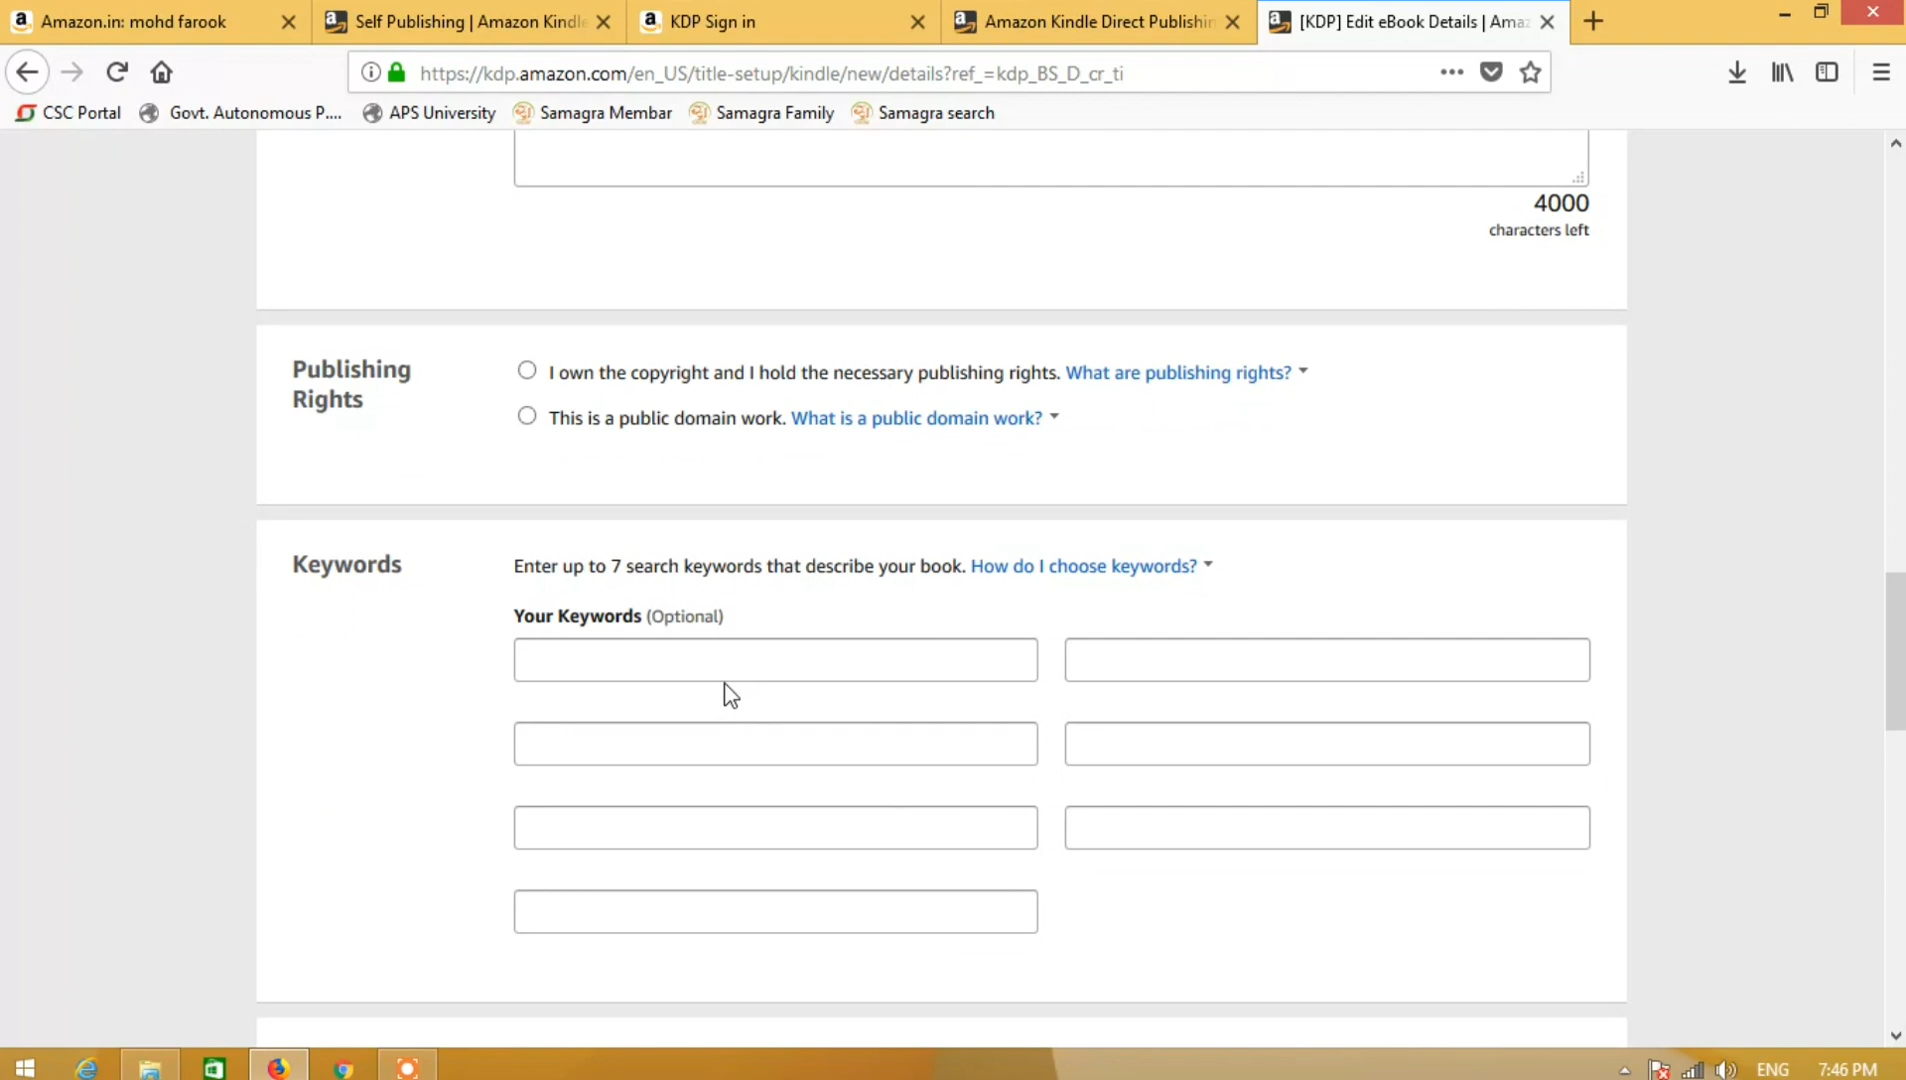 Amazon.in: mohd farook
Self Publishing | Amazon Kindle
KDP Sign in
Amazon Kindle Direct Publishin
[KDP] Edit eBook Details | Amaz
https://kdp.amazon.com/en_US/title-setup/kindle/new/details?ref_=kdp_BS_D_cr_ti
CSC Portal
Govt. Autonomous P....
APS University
Samagra Membar
Samagra Family
Samagra search
4000
characters left
Publishing
Rights
I own the copyright and I hold the necessary publishing rights. What are publishing rights?
This is a public domain work. What is a public domain work?
Keywords
Enter up to 7 search keywords that describe your book. How do I choose keywords?
Your Keywords (Optional)
ENG
7:46 PM